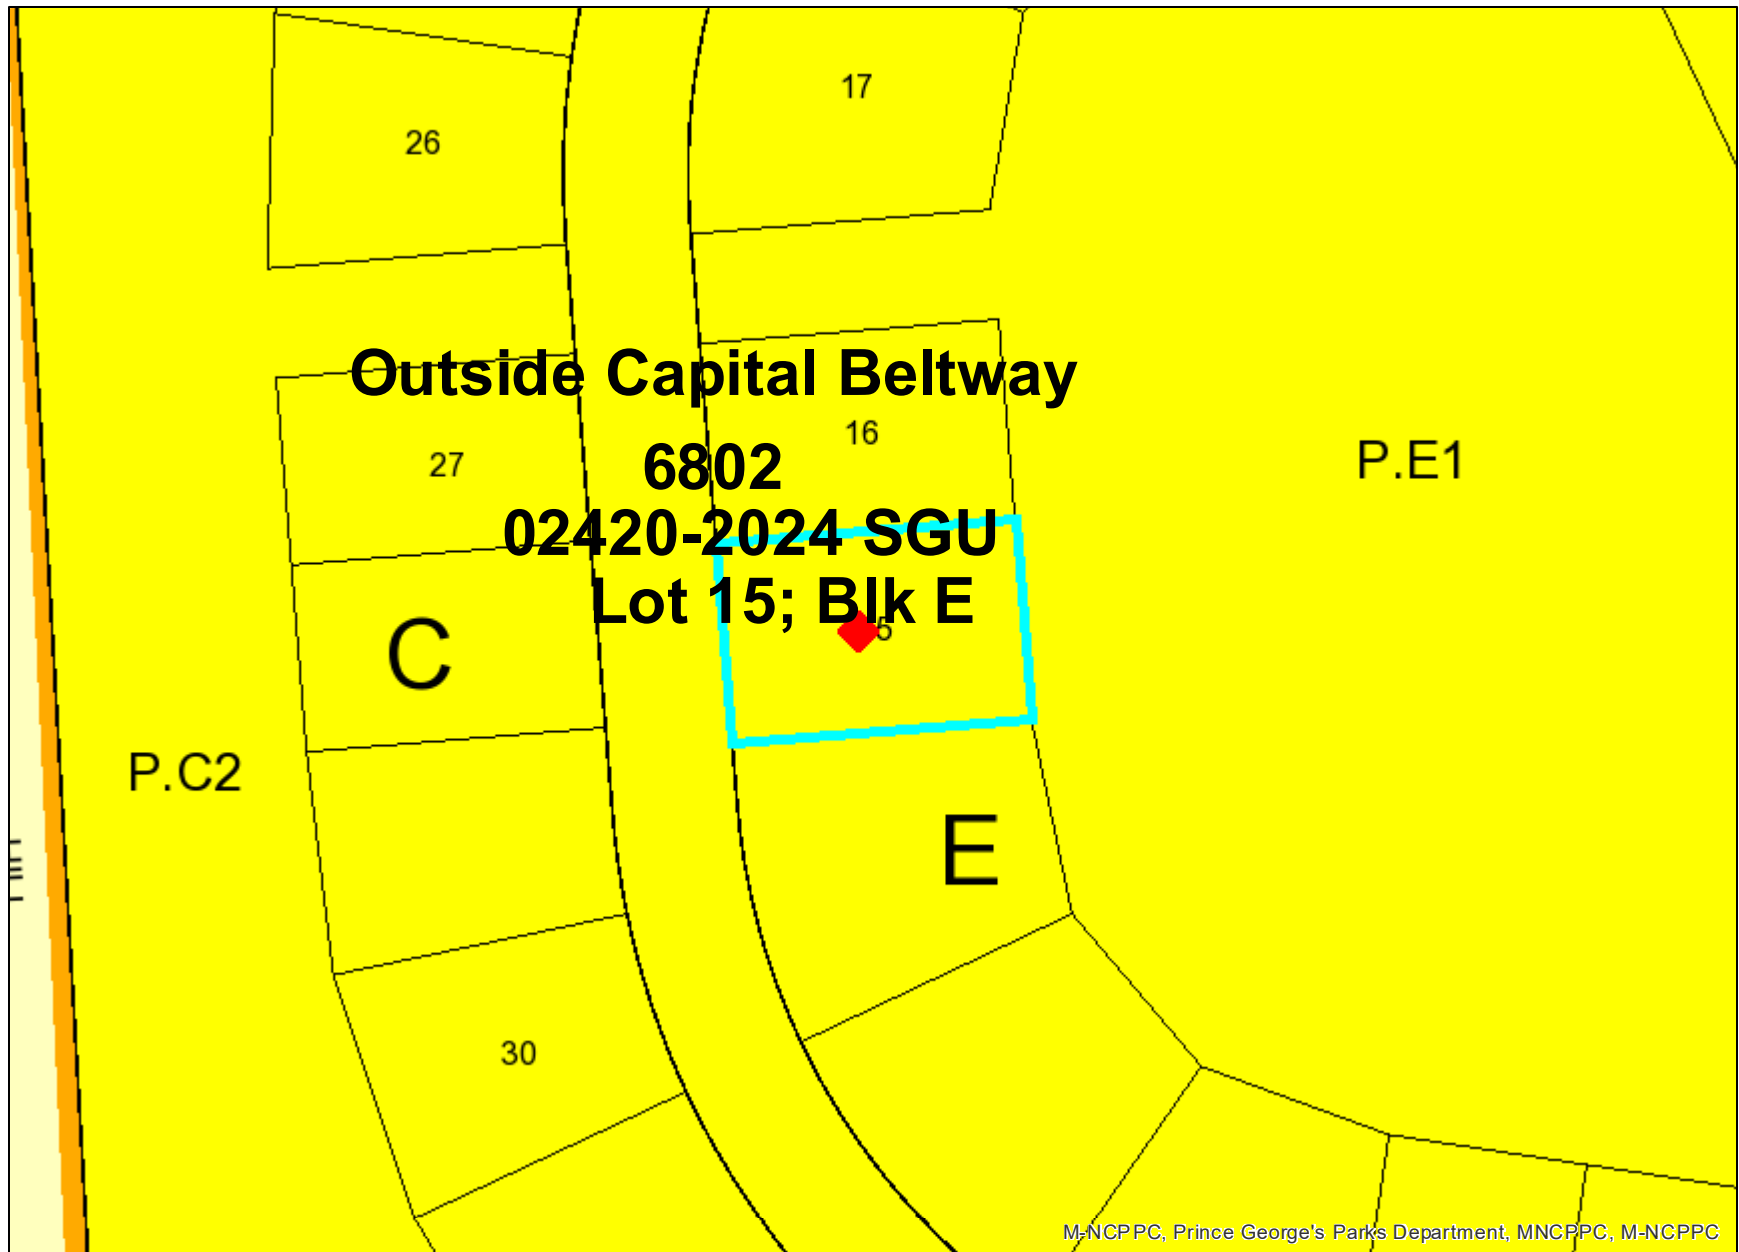 17
26
Outside Capital Beltway
16
27
6802
P.E1
02420-2024 SGU
Lot 15; Blk E
5
C
P.C2
E
30
M-NCPPC, Prince George's Parks Department, MNCPPC, M-NCPPC